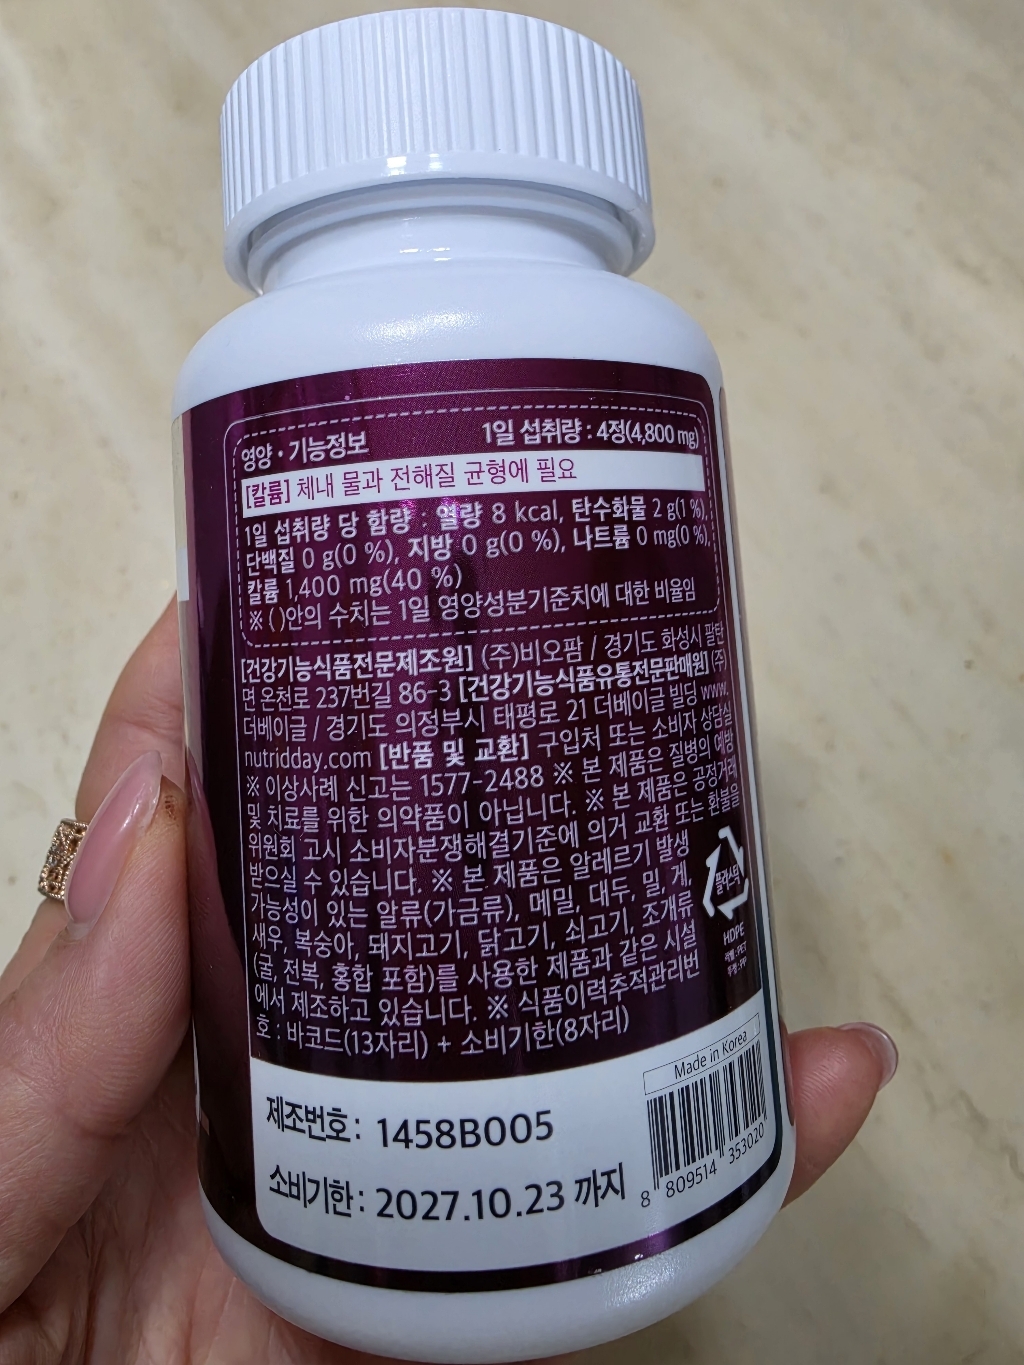 영양·기능정보 1일 섭취량 : 4정(4,800 mg)
[칼륨] 체내 물과 전해질 균형에 필요
1일 섭취량 당 함량 : 열량 8 kcal, 탄수화물 2 g(1 %),
단백질 0 g(0 %), 지방 0 g(0 %), 나트륨 0 mg(0 %),
칼륨 1,400 mg(40 %)
※ ( )안의 수치는 1일 영양성분기준치에 대한 비율임
[건강기능식품전문제조원] (주)비오팜 / 경기도 화성시 팔탄
면 온천로 237번길 86-3 [건강기능식품유통전문판매원] (주)
더베이글 / 경기도 의정부시 태평로 21 더베이글 빌딩 www.
nutridday.com [반품 및 교환] 구입처 또는 소비자 상담실
※ 이상사례 신고는 1577-2488 ※ 본 제품은 질병의 예방
및 치료를 위한 의약품이 아닙니다. ※ 본 제품은 공정거래
위원회 고시 소비자분쟁해결기준에 의거 교환 또는 환불을
받으실 수 있습니다. ※ 본 제품은 알레르기 발생
가능성이 있는 알류(가금류), 메밀, 대두, 밀, 게,
새우, 복숭아, 돼지고기, 닭고기, 쇠고기, 조개류
(굴, 전복, 홍합 포함)를 사용한 제품과 같은 시설
에서 제조하고 있습니다. ※ 식품이력추적관리번
호 : 바코드(13자리) + 소비기한(8자리)
플라스틱
HDPE
Made in Korea
제조번호: 1458B005
소비기한: 2027.10.23 까지
8 809514 353020